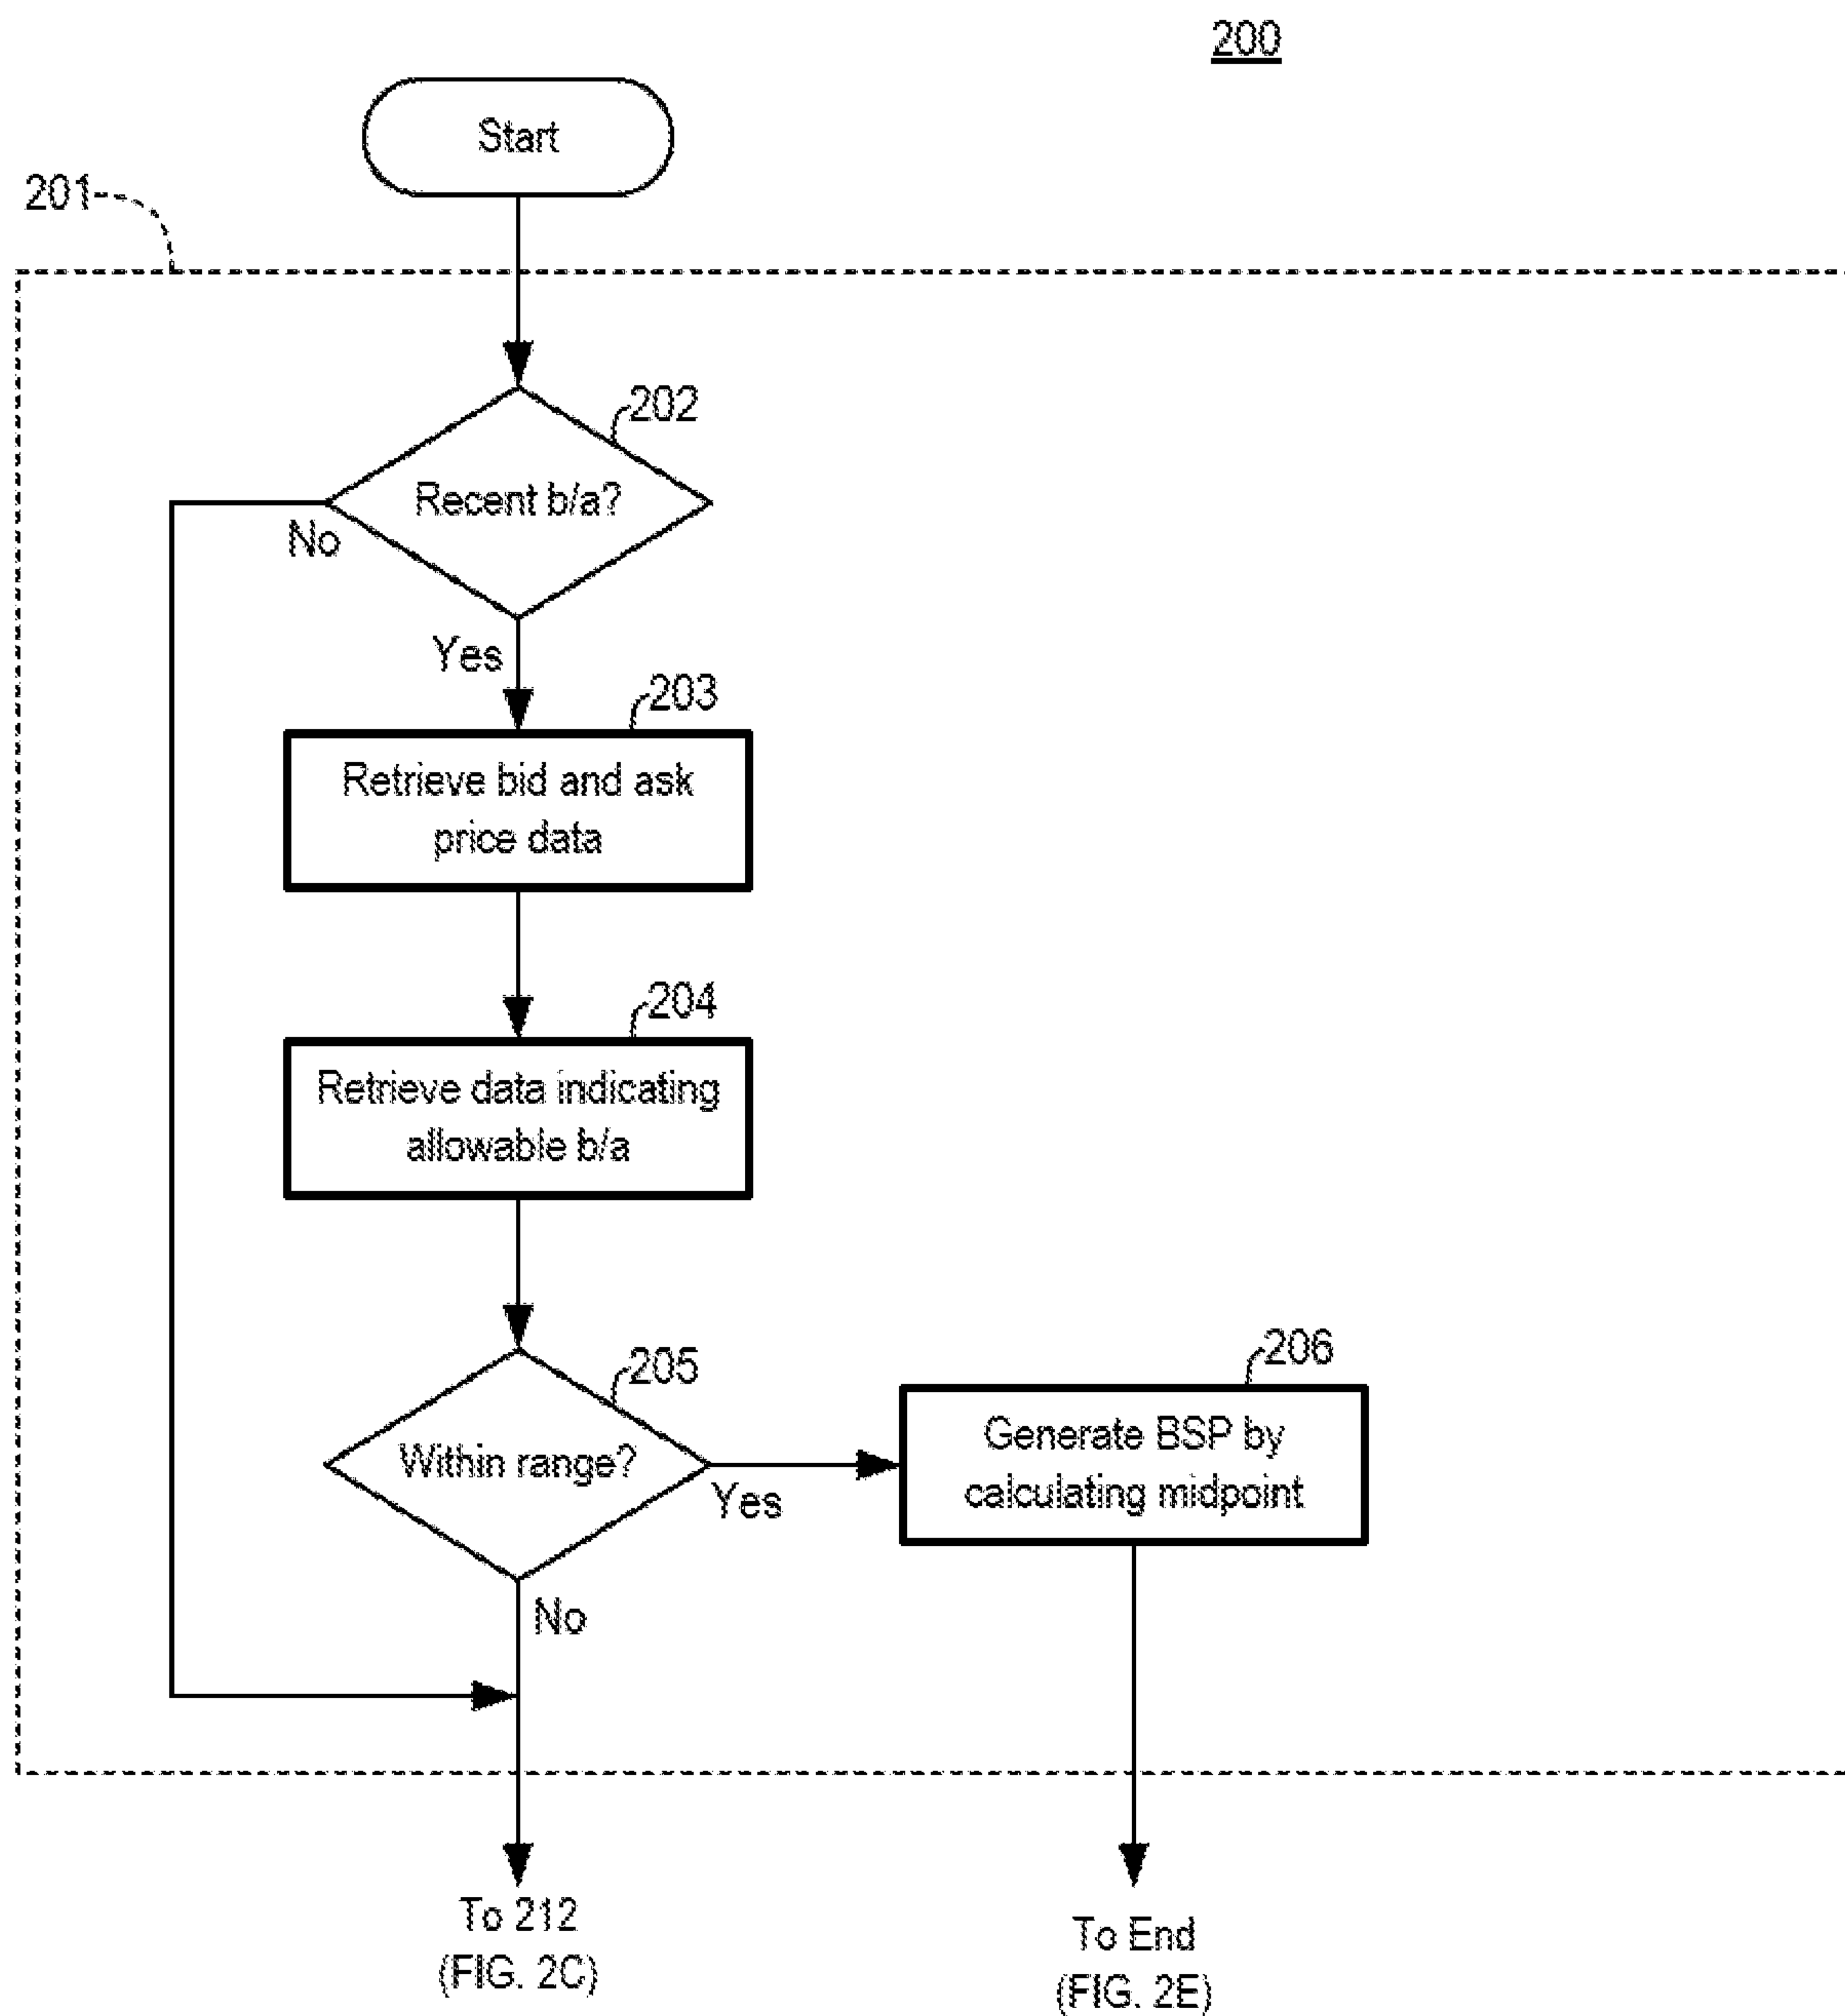 200
Start
201
202
Recent b/a?
No
Yes
203
Retrieve bid and ask
price data
204
Retrieve data indicating
allowable b/a
205
Within range?
Yes
206
Generate BSP by
calculating midpoint
No
To 212
(FIG. 2C)
To End
(FIG. 2E)